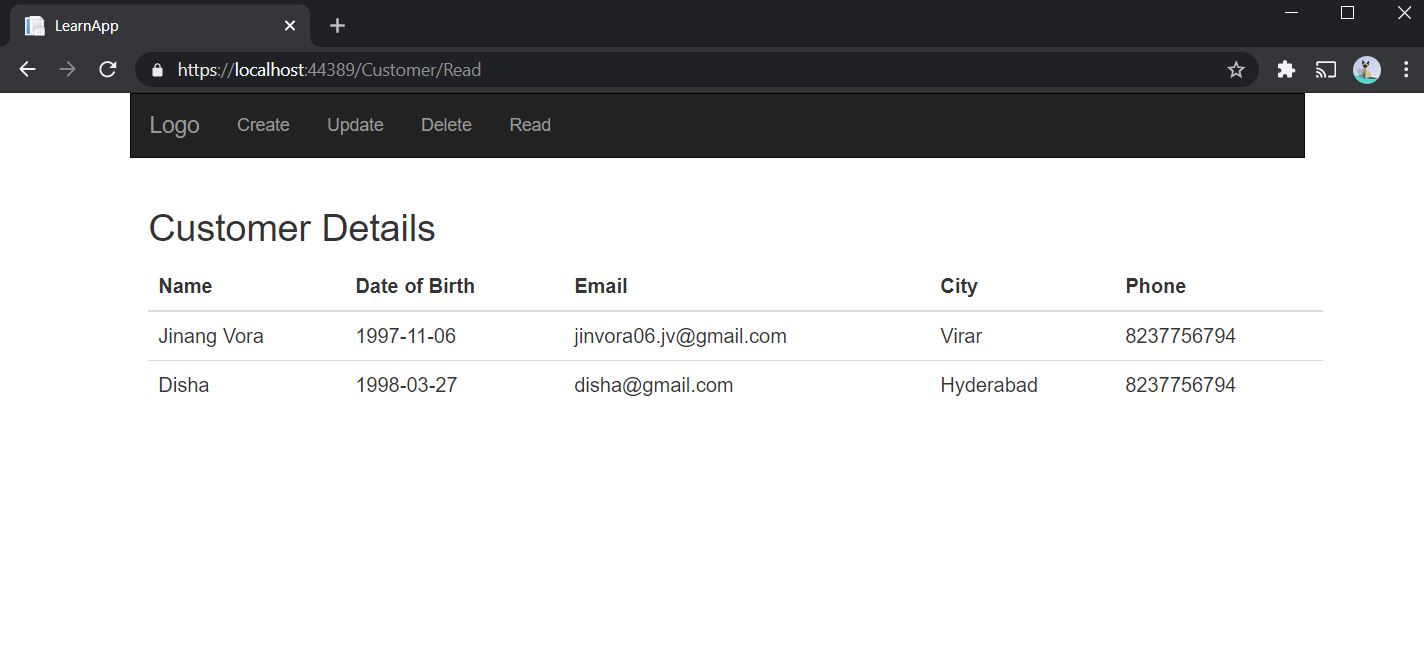 LearnApp
https://localhost:44389/Customer/Read
Logo Create Update Delete Read
Customer Details
Name Date of Birth Email City Phone
Jinang Vora 1997-11-06 jinvora06.jv@gmail.com Virar 8237756794
Disha 1998-03-27 disha@gmail.com Hyderabad 8237756794